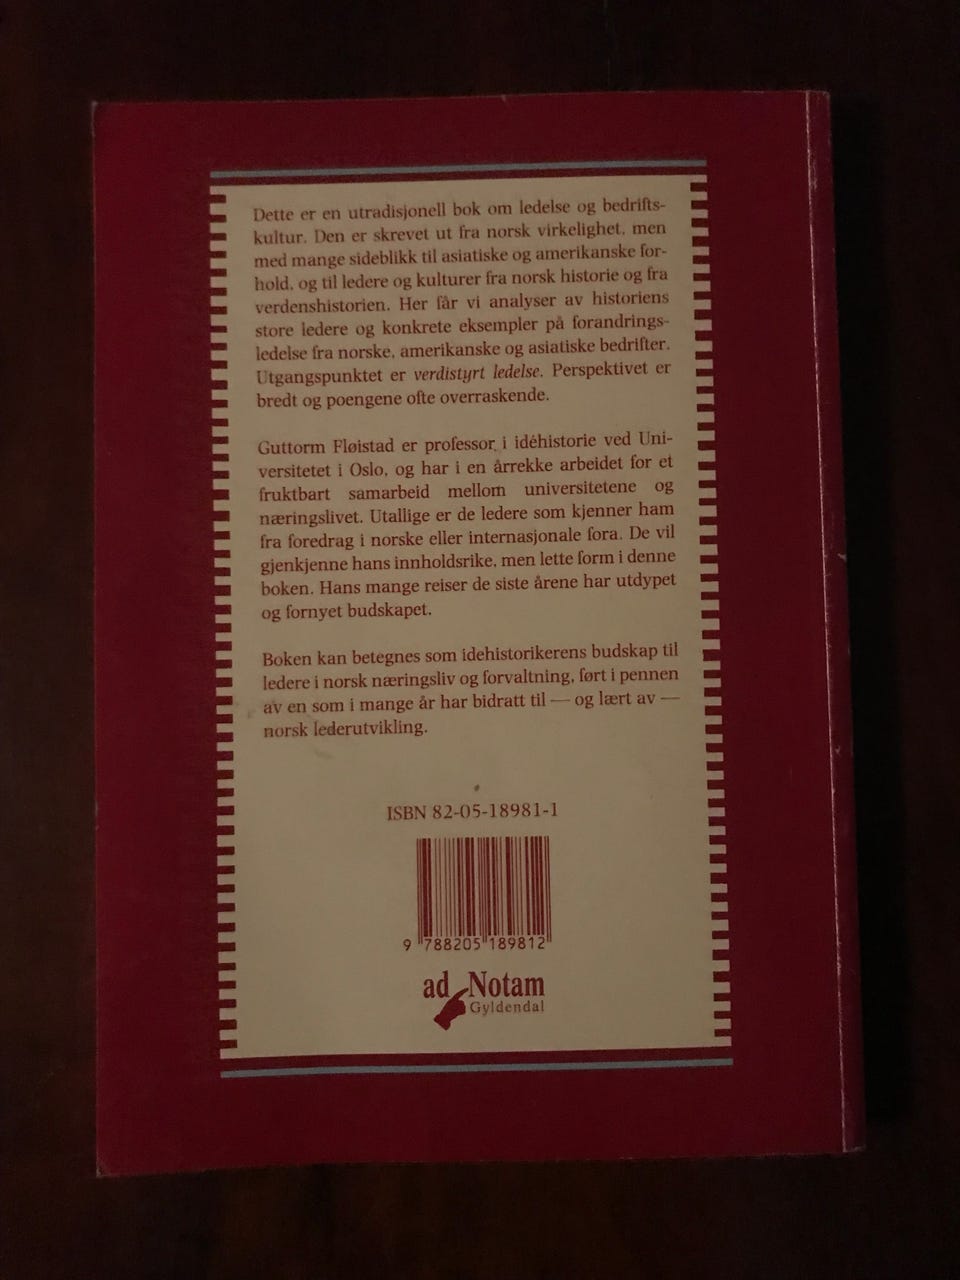 Dette er en utradisjonell bok om ledelse og bedrifts-
kultur. Den er skrevet ut fra norsk virkelighet, men
med mange sideblikk til asiatiske og amerikanske for-
hold, og til ledere og kulturer fra norsk historie og fra
verdenshistorien. Her får vi analyser av historiens
store ledere og konkrete eksempler på forandrings-
ledelse fra norske, amerikanske og asiatiske bedrifter.
Utgangspunktet er verdistyrt ledelse. Perspektivet er
bredt og poengene ofte overraskende.
Guttorm Fløistad er professor i idéhistorie ved Uni-
versitetet i Oslo, og har i en årrekke arbeidet for et
fruktbart samarbeid mellom universitetene og
næringslivet. Utallige er de ledere som kjenner ham
fra foredrag i norske eller internasjonale fora. De vil
gjenkjenne hans innholdsrike, men lette form i denne
boken. Hans mange reiser de siste årene har utdypet
og fornyet budskapet.
Boken kan betegnes som idehistorikerens budskap til
ledere i norsk næringsliv og forvaltning, ført i pennen
av en som i mange år har bidratt til — og lært av —
norsk lederutvikling.
ISBN 82-05-18981-1
9 788205 189812
ad Notam
Gyldendal